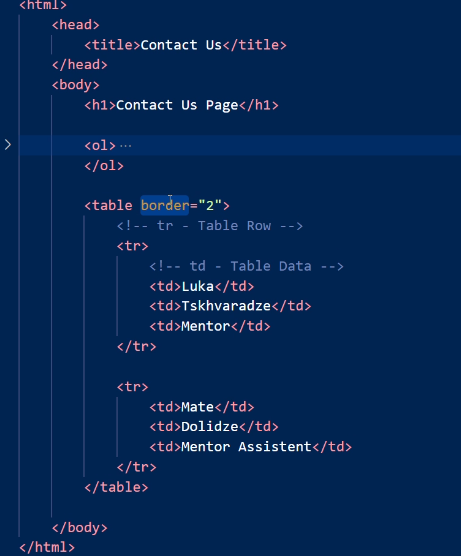 <html>
<head>
<title>Contact Us</title>
</head>
<body>
<h1>Contact Us Page</h1>
<ol>…
</ol>
<table border="2">
<!-- tr - Table Row -->
<tr>
<!-- td - Table Data -->
<td>Luka</td>
<td>Tskhvaradze</td>
<td>Mentor</td>
</tr>
<tr>
<td>Mate</td>
<td>Dolidze</td>
<td>Mentor Assistent</td>
</tr>
</table>
</body>
</html>